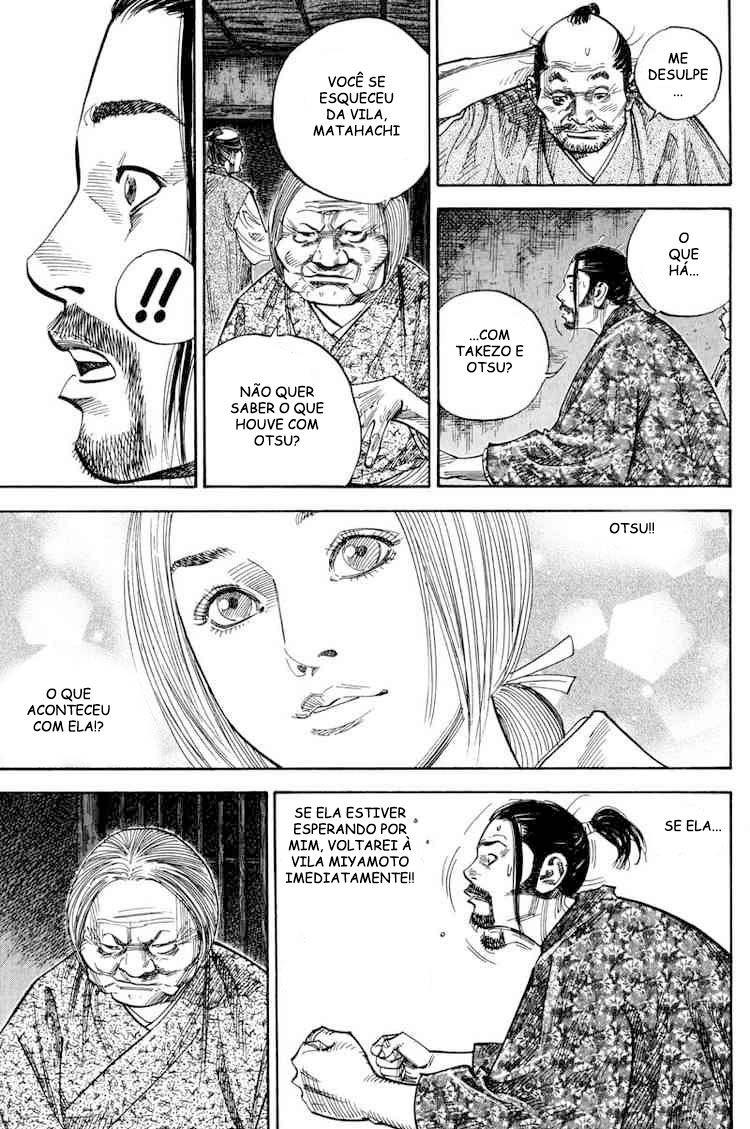 ME
DESULPE
...
O
QUE
HÁ...
...COM
TAKEZO E
OTSU?
VOCÊ SE
ESQUECEU
DA VILA,
MATAHACHI
NÃO QUER
SABER O QUE
HOUVE COM
OTSU?
!!
OTSU!!
O QUE
ACONTECEU
COM ELA!?
SE ELA...
SE ELA ESTIVER
ESPERANDO POR
MIM, VOLTAREI À
VILA MIYAMOTO
IMEDIATAMENTE!!